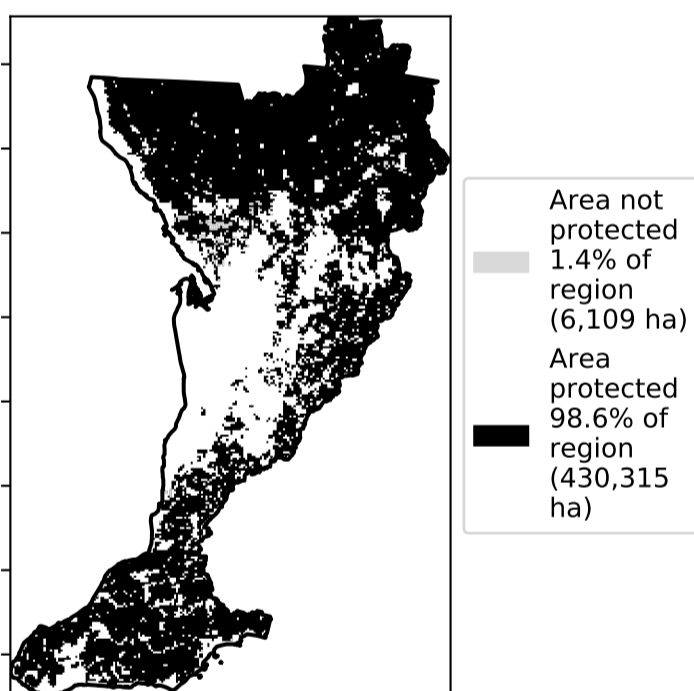 Area not
protected
1.4% of
region
(6,109 ha)
Area
protected
98.6% of
region
(430,315
ha)